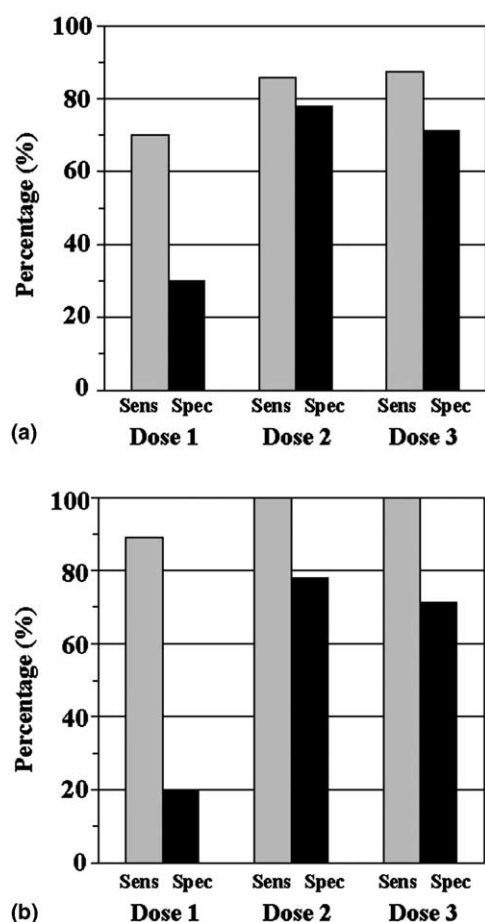 100
80
60
40
20
0
Percentage (%)
Sens Spec Sens Spec Sens Spec
(a) Dose 1 Dose 2 Dose 3
100
80
60
40
20
0
Percentage (%)
Sens Spec Sens Spec Sens Spec
(b) Dose 1 Dose 2 Dose 3